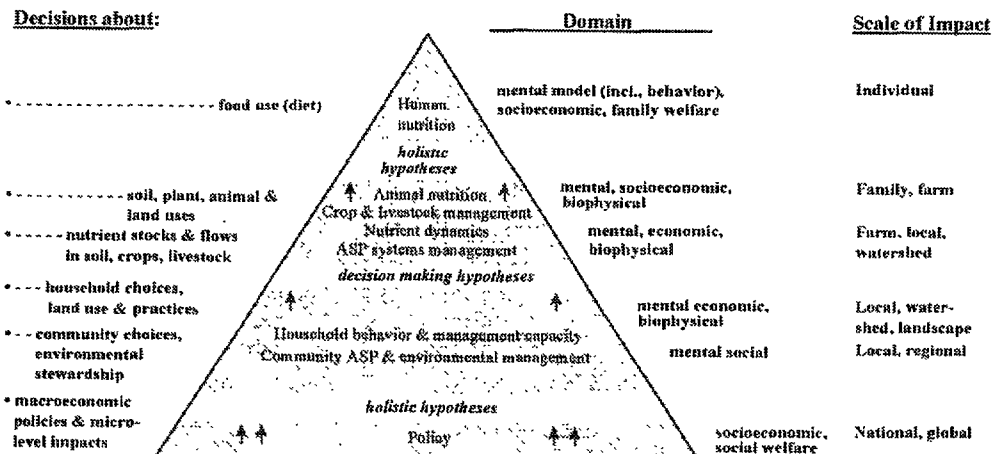 Decisions about:
Domain
Scale of Impact
food use (diet)
Human
nutrition
mental model (incl., behavior),
socioeconomic, family welfare
Individual
holistic
hypotheses
soil, plant, animal &
land uses
Animal nutrition
Crop & livestock management
mental, socioeconomic,
biophysical
Family, farm
nutrient stocks & flows
in soil, crops, livestock
Nutrient dynamics
ASP systems management
mental, economic,
biophysical
Farm, local,
watershed
decision making hypotheses
household choices,
land use & practices
mental economic,
biophysical
Local, water-
shed, landscape
community choices,
environmental
stewardship
Household behavior & management capacity
Community ASP & environmental management
mental social
Local, regional
holistic hypotheses
macroeconomic
policies & micro-
level impacts
Policy
socioeconomic,
social welfare
National, global